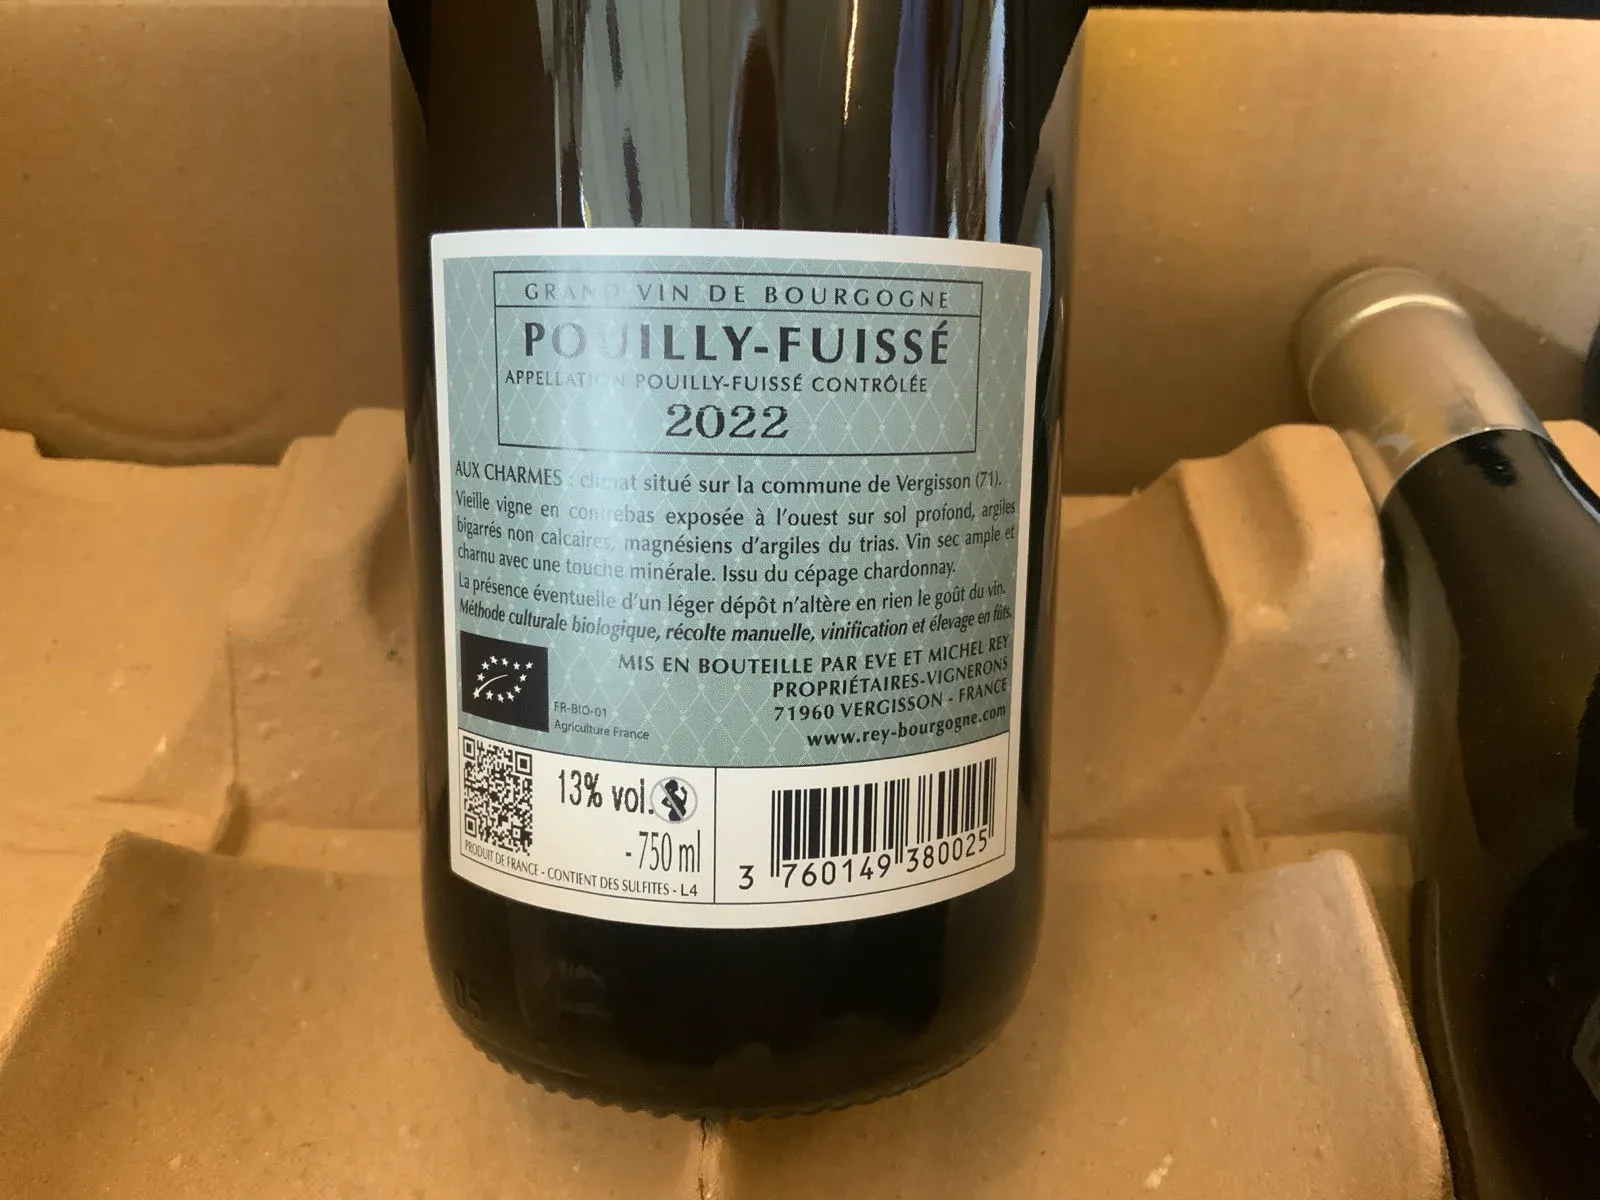 GRAND VIN DE BOURGOGNE
POUILLY-FUISSÉ
APPELLATION POUILLY-FUISSÉ CONTRÔLÉE
2022
AUX CHARMES : climat situé sur la commune de Vergisson (71).
Vieille vigne en contrebas exposée à l'ouest sur sol profond, argiles
bigarrés non calcaires, magnésiens d'argiles du trias. Vin sec ample et
charnu avec une touche minérale. Issu du cépage chardonnay.
La présence éventuelle d'un léger dépôt n'altère en rien le goût du vin.
Méthode culturale biologique, récolte manuelle, vinification et élevage en fûts.
MIS EN BOUTEILLE PAR EVE ET MICHEL REY
PROPRIÉTAIRES-VIGNERONS
71960 VERGISSON - FRANCE
www.rey-bourgogne.com
FR-BIO-01
Agriculture France
13% vol.
- 750 ml
PRODUIT DE FRANCE - CONTIENT DES SULFITES - L4
3 760149 380025